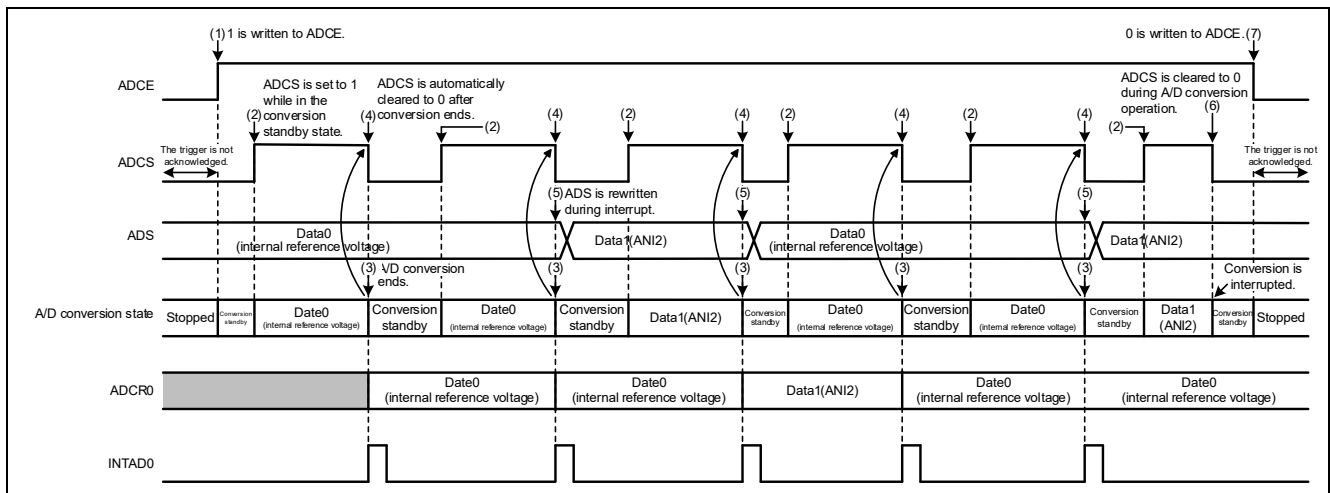 (1) 1 is written to ADCE.
0 is written to ADCE. (7)
ADCE
ADCS is set to 1
while in the
conversion
standby state.
ADCS is automatically
cleared to 0 after
conversion ends.
ADCS is cleared to 0
during A/D conversion
operation.
(2) (4) (2) (4) (2) (4) (2) (4) (2) (4) (2) (6)
The trigger is not
acknowledged.
ADCS
The trigger is not
acknowledged.
(5) ADS is rewritten
during interrupt.
(5) (5)
ADS
Data0
(internal reference voltage)
Data1(ANI2)
Data0
(internal reference voltage)
Data1(ANI2)
(3) A/D conversion
ends.
(3) (3) (3) (3)
Conversion is
interrupted.
A/D conversion state
Stopped
Conversion
standby
Date0
(internal reference voltage)
Conversion
standby
Date0
(internal reference voltage)
Conversion
standby
Data1(ANI2)
Conversion
standby
Date0
(internal reference voltage)
Conversion
standby
Date0
(internal reference voltage)
Conversion
standby
Data1
(ANI2)
Conversion
standby
Stopped
ADCR0
Date0
(internal reference voltage)
Date0
(internal reference voltage)
Data1(ANI2)
Date0
(internal reference voltage)
Date0
(internal reference voltage)
INTAD0